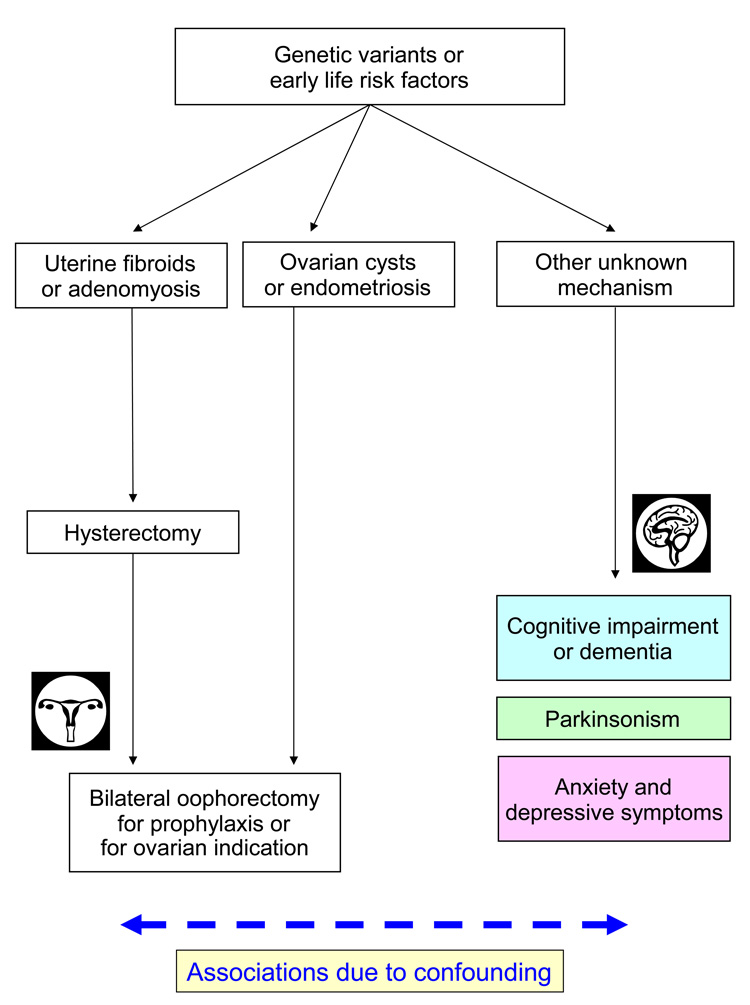 Genetic variants or
early life risk factors
Uterine fibroids
or adenomyosis
Ovarian cysts
or endometriosis
Other unknown
mechanism
Hysterectomy
Cognitive impairment
or dementia
Parkinsonism
Anxiety and
depressive symptoms
Bilateral oophorectomy
for prophylaxis or
for ovarian indication
Associations due to confounding